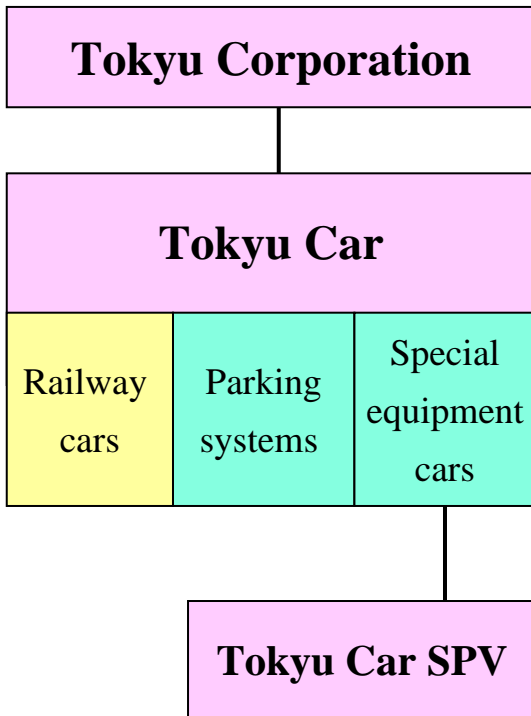 Tokyu Corporation
Tokyu Car
Railway
cars
Parking
systems
Special
equipment
cars
Tokyu Car SPV